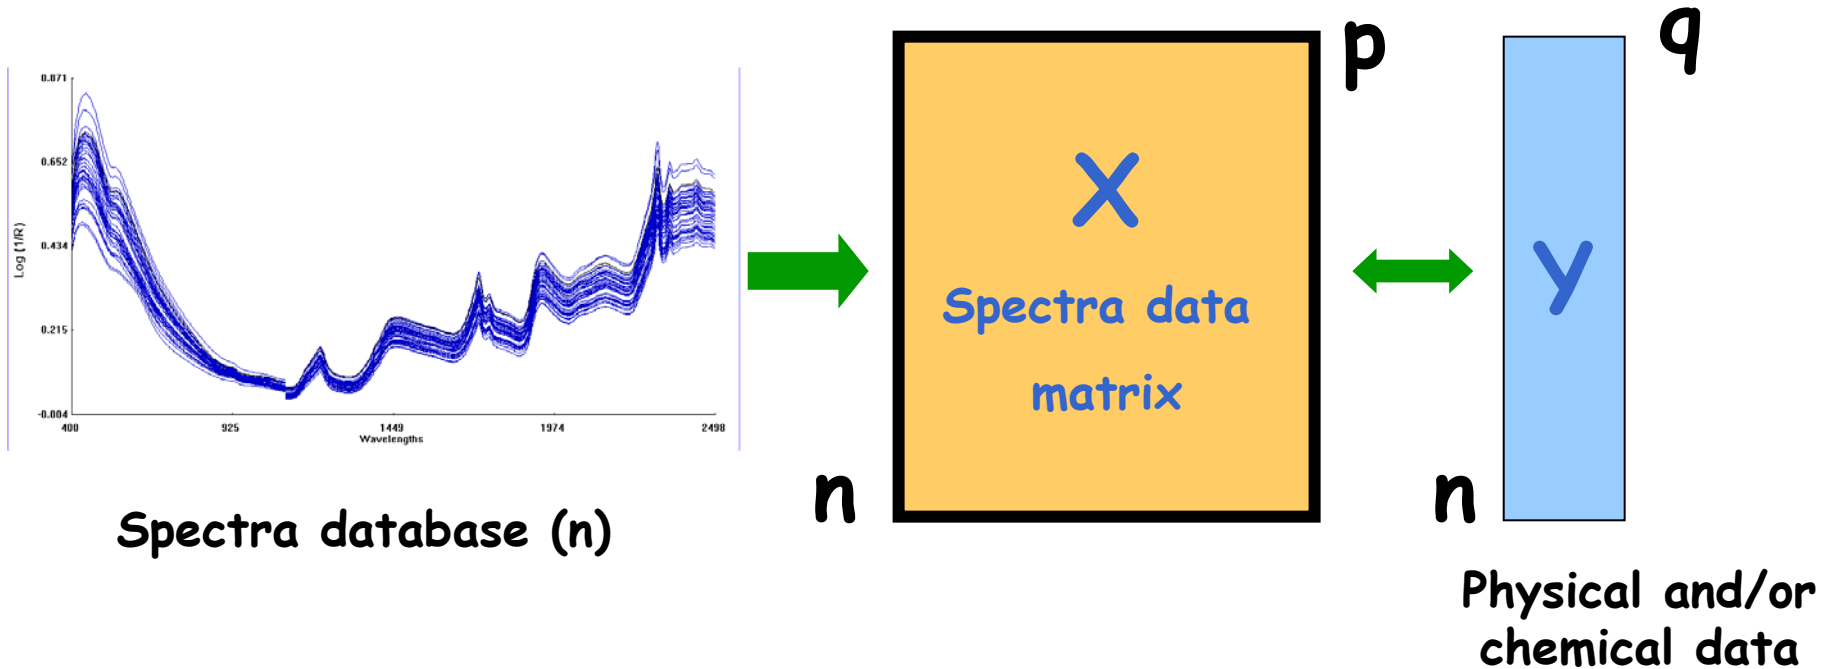 0.871
0.652
0.434
0.215
-0.004
Log (1/R)
400
925
1449
1974
2498
Wavelengths
Spectra database (n)
X
Spectra data
matrix
p
n
y
q
n
Physical and/or
chemical data